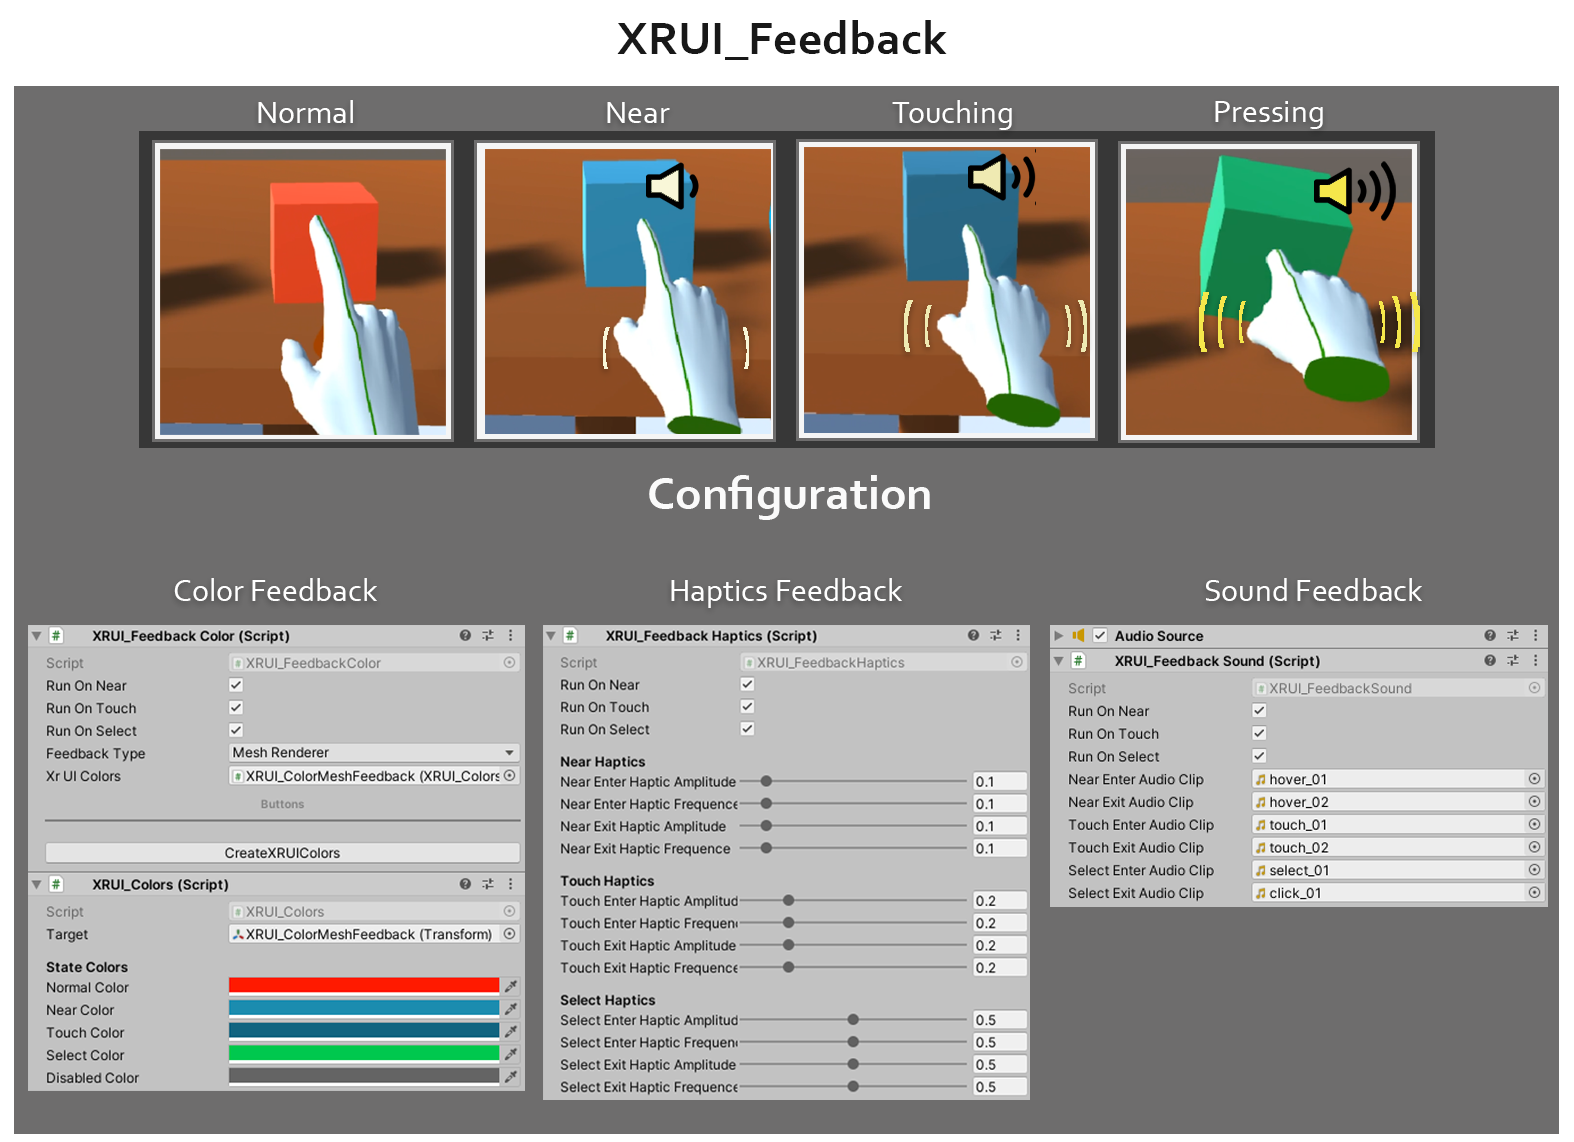 XRUI_Feedback
Normal
Near
Touching
Pressing
Configuration
Color Feedback
XRUI_Feedback Color (Script)
Script XRUI_FeedbackColor
Run On Near
Run On Touch
Run On Select
Feedback Type Mesh Renderer
Xr UI Colors XRUI_ColorMeshFeedback (XRUI_Colors
Buttons
CreateXRUIColors
XRUI_Colors (Script)
Script XRUI_Colors
Target XRUI_ColorMeshFeedback (Transform)
State Colors
Normal Color
Near Color
Touch Color
Select Color
Disabled Color
Haptics Feedback
XRUI_Feedback Haptics (Script)
Script XRUI_FeedbackHaptics
Run On Near
Run On Touch
Run On Select
Near Haptics
Near Enter Haptic Amplitude 0.1
Near Enter Haptic Frequence 0.1
Near Exit Haptic Amplitude 0.1
Near Exit Haptic Frequence 0.1
Touch Haptics
Touch Enter Haptic Amplitud 0.2
Touch Enter Haptic Frequen 0.2
Touch Exit Haptic Amplitude 0.2
Touch Exit Haptic Frequence 0.2
Select Haptics
Select Enter Haptic Amplitud 0.5
Select Enter Haptic Frequen 0.5
Select Exit Haptic Amplitude 0.5
Select Exit Haptic Frequence 0.5
Sound Feedback
Audio Source
XRUI_Feedback Sound (Script)
Script XRUI_FeedbackSound
Run On Near
Run On Touch
Run On Select
Near Enter Audio Clip hover_01
Near Exit Audio Clip hover_02
Touch Enter Audio Clip touch_01
Touch Exit Audio Clip touch_02
Select Enter Audio Clip select_01
Select Exit Audio Clip click_01